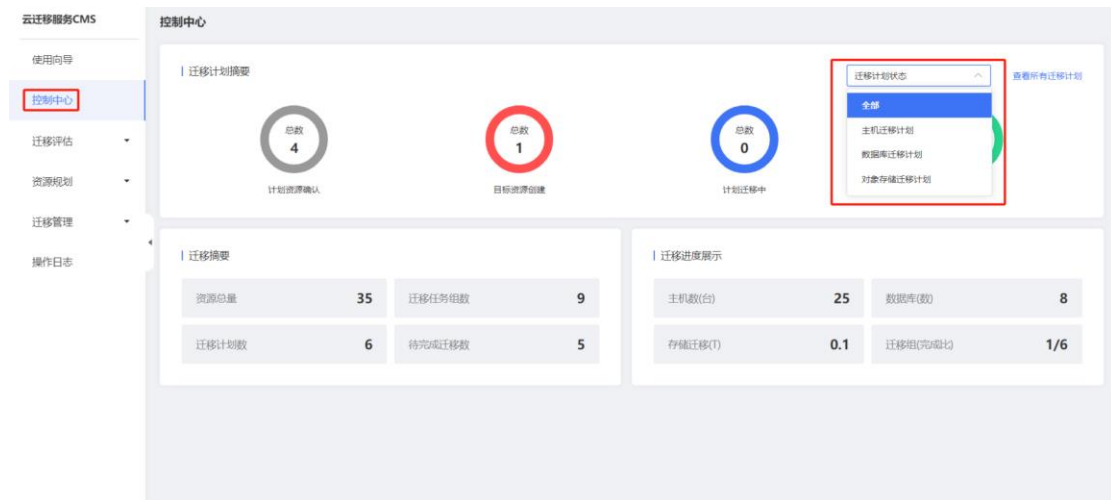 云迁移服务CMS
使用向导
控制中心
迁移评估
资源规划
迁移管理
操作日志
控制中心
迁移计划摘要
迁移计划状态
查看所有迁移计划
全部
主机迁移计划
数据库迁移计划
对象存储迁移计划
总数
4
计划资源确认
总数
1
目标资源创建
总数
0
计划迁移中
迁移摘要
资源总量 35
迁移任务组数 9
迁移计划数 6
待完成迁移数 5
迁移进度展示
主机数(台) 25
数据库(数) 8
存储迁移(T) 0.1
迁移组(完成比) 1/6